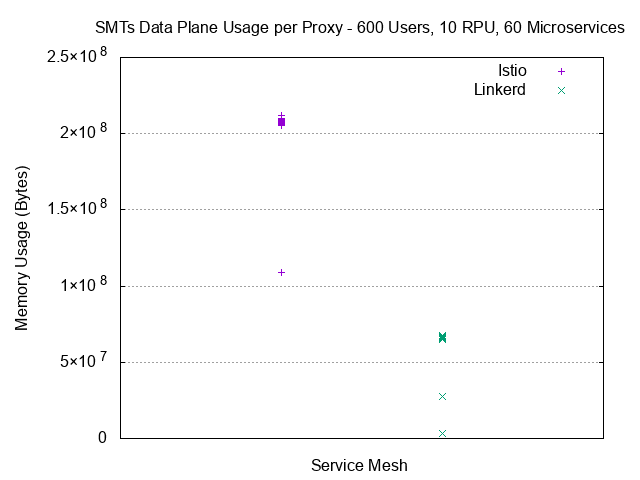 SMTs Data Plane Usage per Proxy - 600 Users, 10 RPU, 60 Microservices
2.5×10^8
2×10^8
1.5×10^8
1×10^8
5×10^7
0
Memory Usage (Bytes)
Istio
Linkerd
Service Mesh